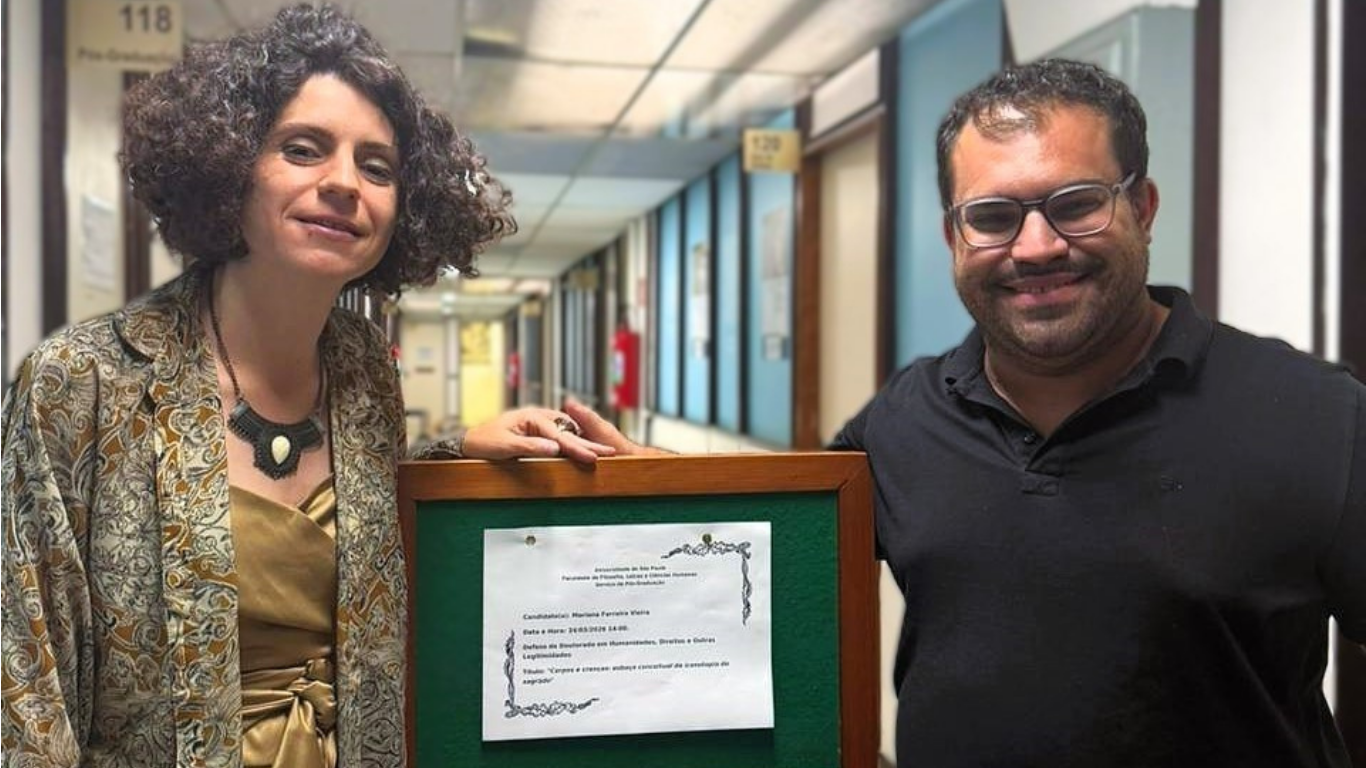 118
Pós-Graduação
120
Universidade de São Paulo
Faculdade de Filosofia, Letras e Ciências Humanas
Serviço de Pós-Graduação
Candidato(a): Mariana Ferreira Vieira
Data e Hora: 24/03/2026 14:00.
Defesa de Doutorado em Humanidades, Direitos e Outras
Legitimidades
Título: "Corpos e crenças: esboço conceitual da transtopia do
sagrado"